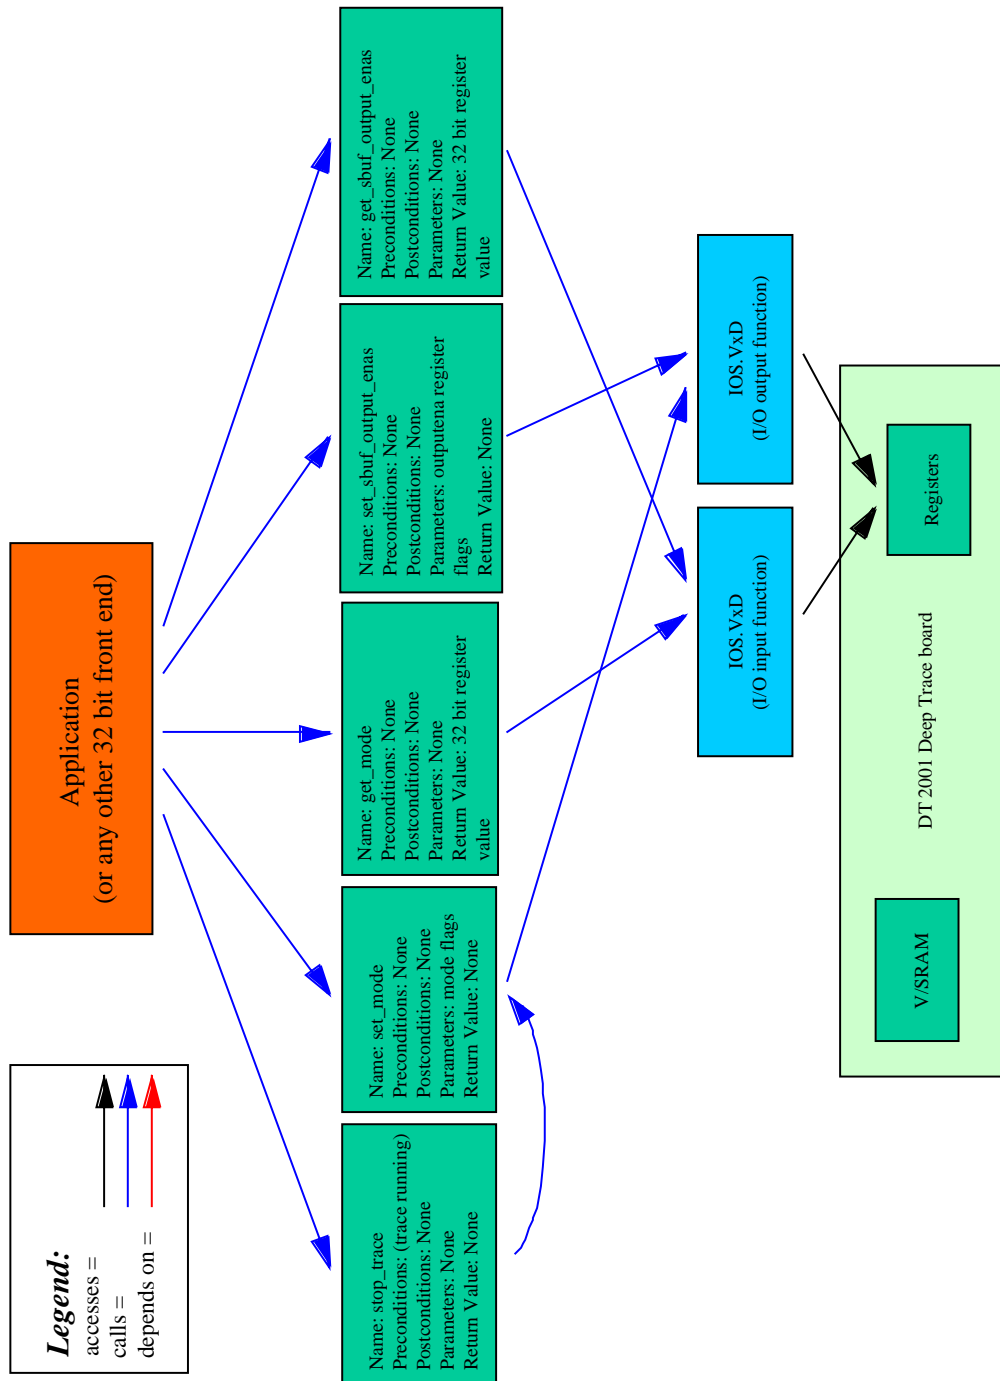 Legend:
accesses =
calls =
depends on =
Application
(or any other 32 bit front end)
Name: stop_trace
Preconditions: (trace running)
Postconditions: None
Parameters: None
Return Value: None
Name: set_mode
Preconditions: None
Postconditions: None
Parameters: mode flags
Return Value: None
Name: get_mode
Preconditions: None
Postconditions: None
Parameters: None
Return Value: 32 bit register
value
Name: set_sbuf_output_enas
Preconditions: None
Postconditions: None
Parameters: outputena register
flags
Return Value: None
Name: get_sbuf_output_enas
Preconditions: None
Postconditions: None
Parameters: None
Return Value: 32 bit register
value
IOS.VxD
(I/O input function)
IOS.VxD
(I/O output function)
V/SRAM
DT 2001 Deep Trace board
Registers